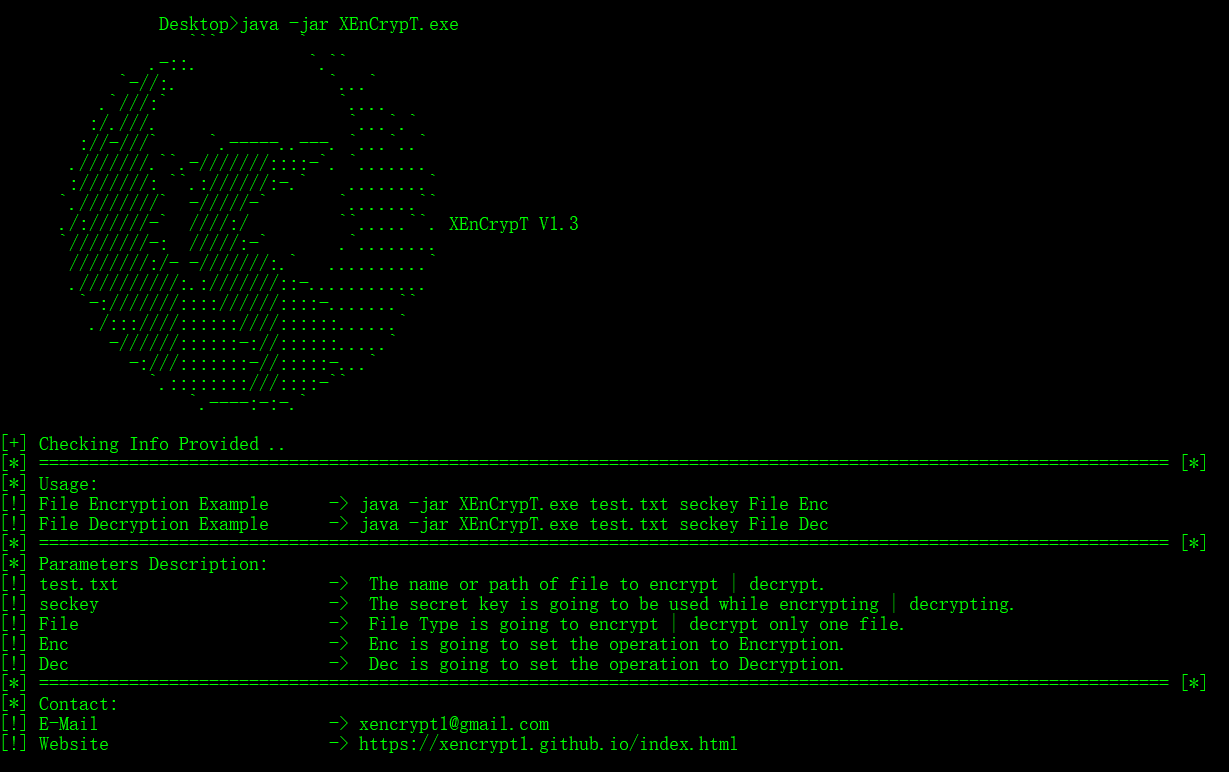 Desktop>java -jar XEnCrypT.exe
XEnCrypT V1.3
[+] Checking Info Provided ..
[*] ================================================================================================================= [*]
[*] Usage:
[!] File Encryption Example -> java -jar XEnCrypT.exe test.txt seckey File Enc
[!] File Decryption Example -> java -jar XEnCrypT.exe test.txt seckey File Dec
[*] ================================================================================================================= [*]
[*] Parameters Description:
[!] test.txt -> The name or path of file to encrypt | decrypt.
[!] seckey -> The secret key is going to be used while encrypting | decrypting.
[!] File -> File Type is going to encrypt | decrypt only one file.
[!] Enc -> Enc is going to set the operation to Encryption.
[!] Dec -> Dec is going to set the operation to Decryption.
[*] ================================================================================================================= [*]
[*] Contact:
[!] E-Mail -> xencrypt1@gmail.com
[!] Website -> https://xencrypt1.github.io/index.html